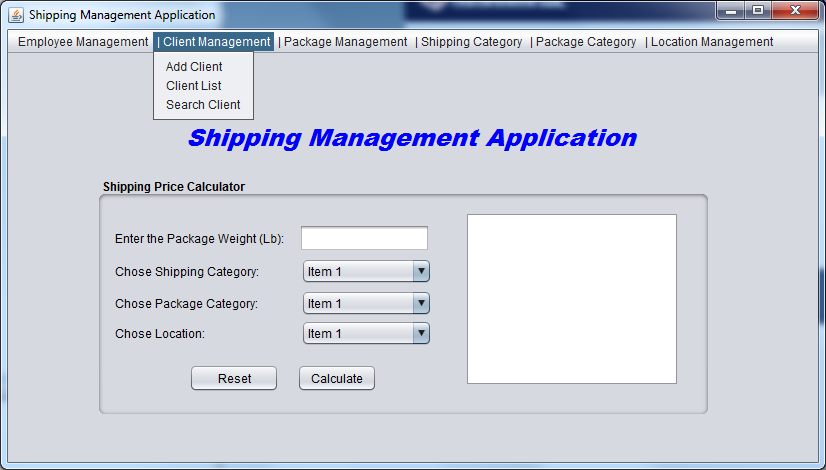 Shipping Management Application
Employee Management | Client Management | Package Management | Shipping Category | Package Category | Location Management
Add Client
Client List
Search Client
Shipping Management Application
Shipping Price Calculator
Enter the Package Weight (Lb):
Chose Shipping Category: Item 1
Chose Package Category: Item 1
Chose Location: Item 1
Reset Calculate